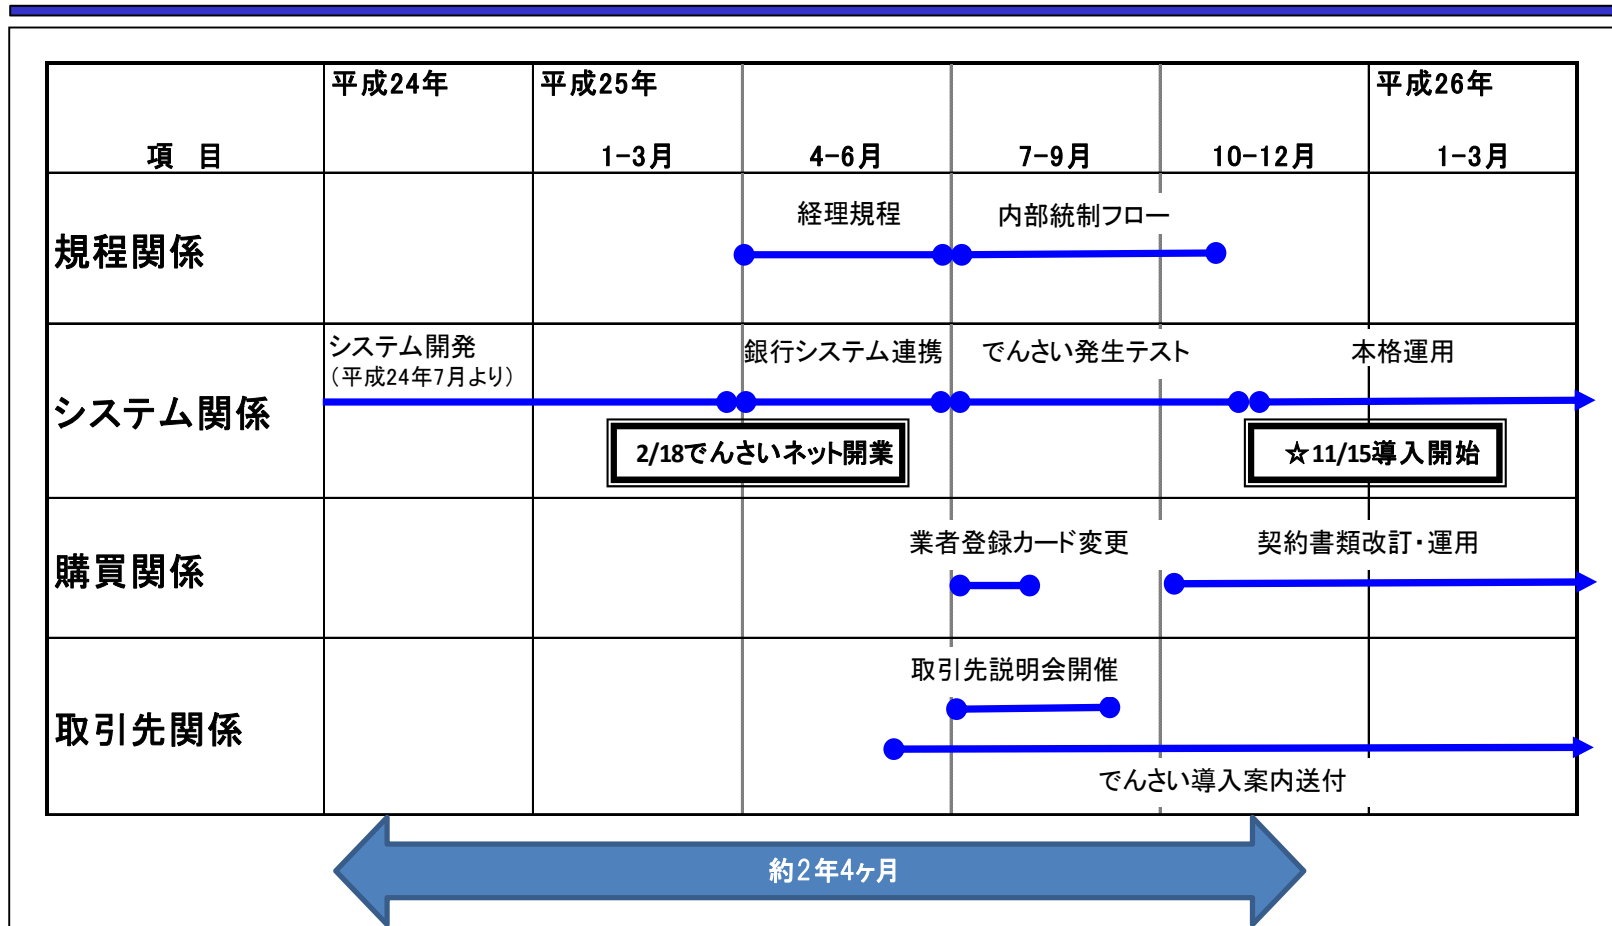 平成24年
平成25年
平成26年
項 目
1-3月
4-6月
7-9月
10-12月
1-3月
規程関係
経理規程
内部統制フロー
システム関係
システム開発
（平成24年7月より）
銀行システム連携
でんさい発生テスト
本格運用
2/18でんさいネット開業
☆11/15導入開始
購買関係
業者登録カード変更
契約書類改訂・運用
取引先関係
取引先説明会開催
でんさい導入案内送付
約2年4ヶ月